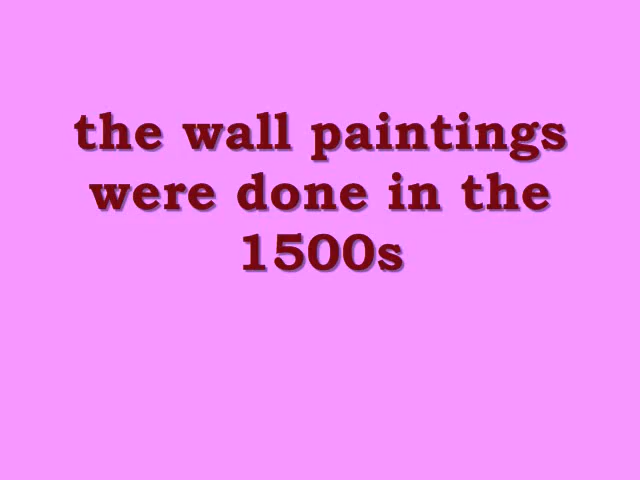 the wall paintings
were done in the
1500s